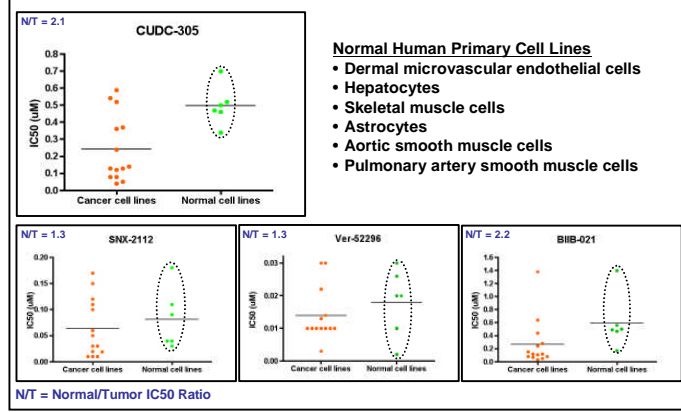 N/T = 2.1
CUDC-305
IC50 (uM)
0.8
0.7
0.6
0.5
0.4
0.3
0.2
0.1
0.0
Cancer cell lines Normal cell lines
Normal Human Primary Cell Lines
• Dermal microvascular endothelial cells
• Hepatocytes
• Skeletal muscle cells
• Astrocytes
• Aortic smooth muscle cells
• Pulmonary artery smooth muscle cells
N/T = 1.3
SNX-2112
IC50 (uM)
0.20
0.15
0.10
0.05
0.00
Cancer cell lines Normal cell lines
N/T = 1.3
Ver-52296
IC50 (uM)
0.03
0.02
0.01
0.00
Cancer cell lines Normal cell lines
N/T = 2.2
BIIB-021
IC50 (uM)
1.6
1.4
1.2
1.0
0.8
0.6
0.4
0.2
0.0
Cancer cell lines Normal cell lines
N/T = Normal/Tumor IC50 Ratio